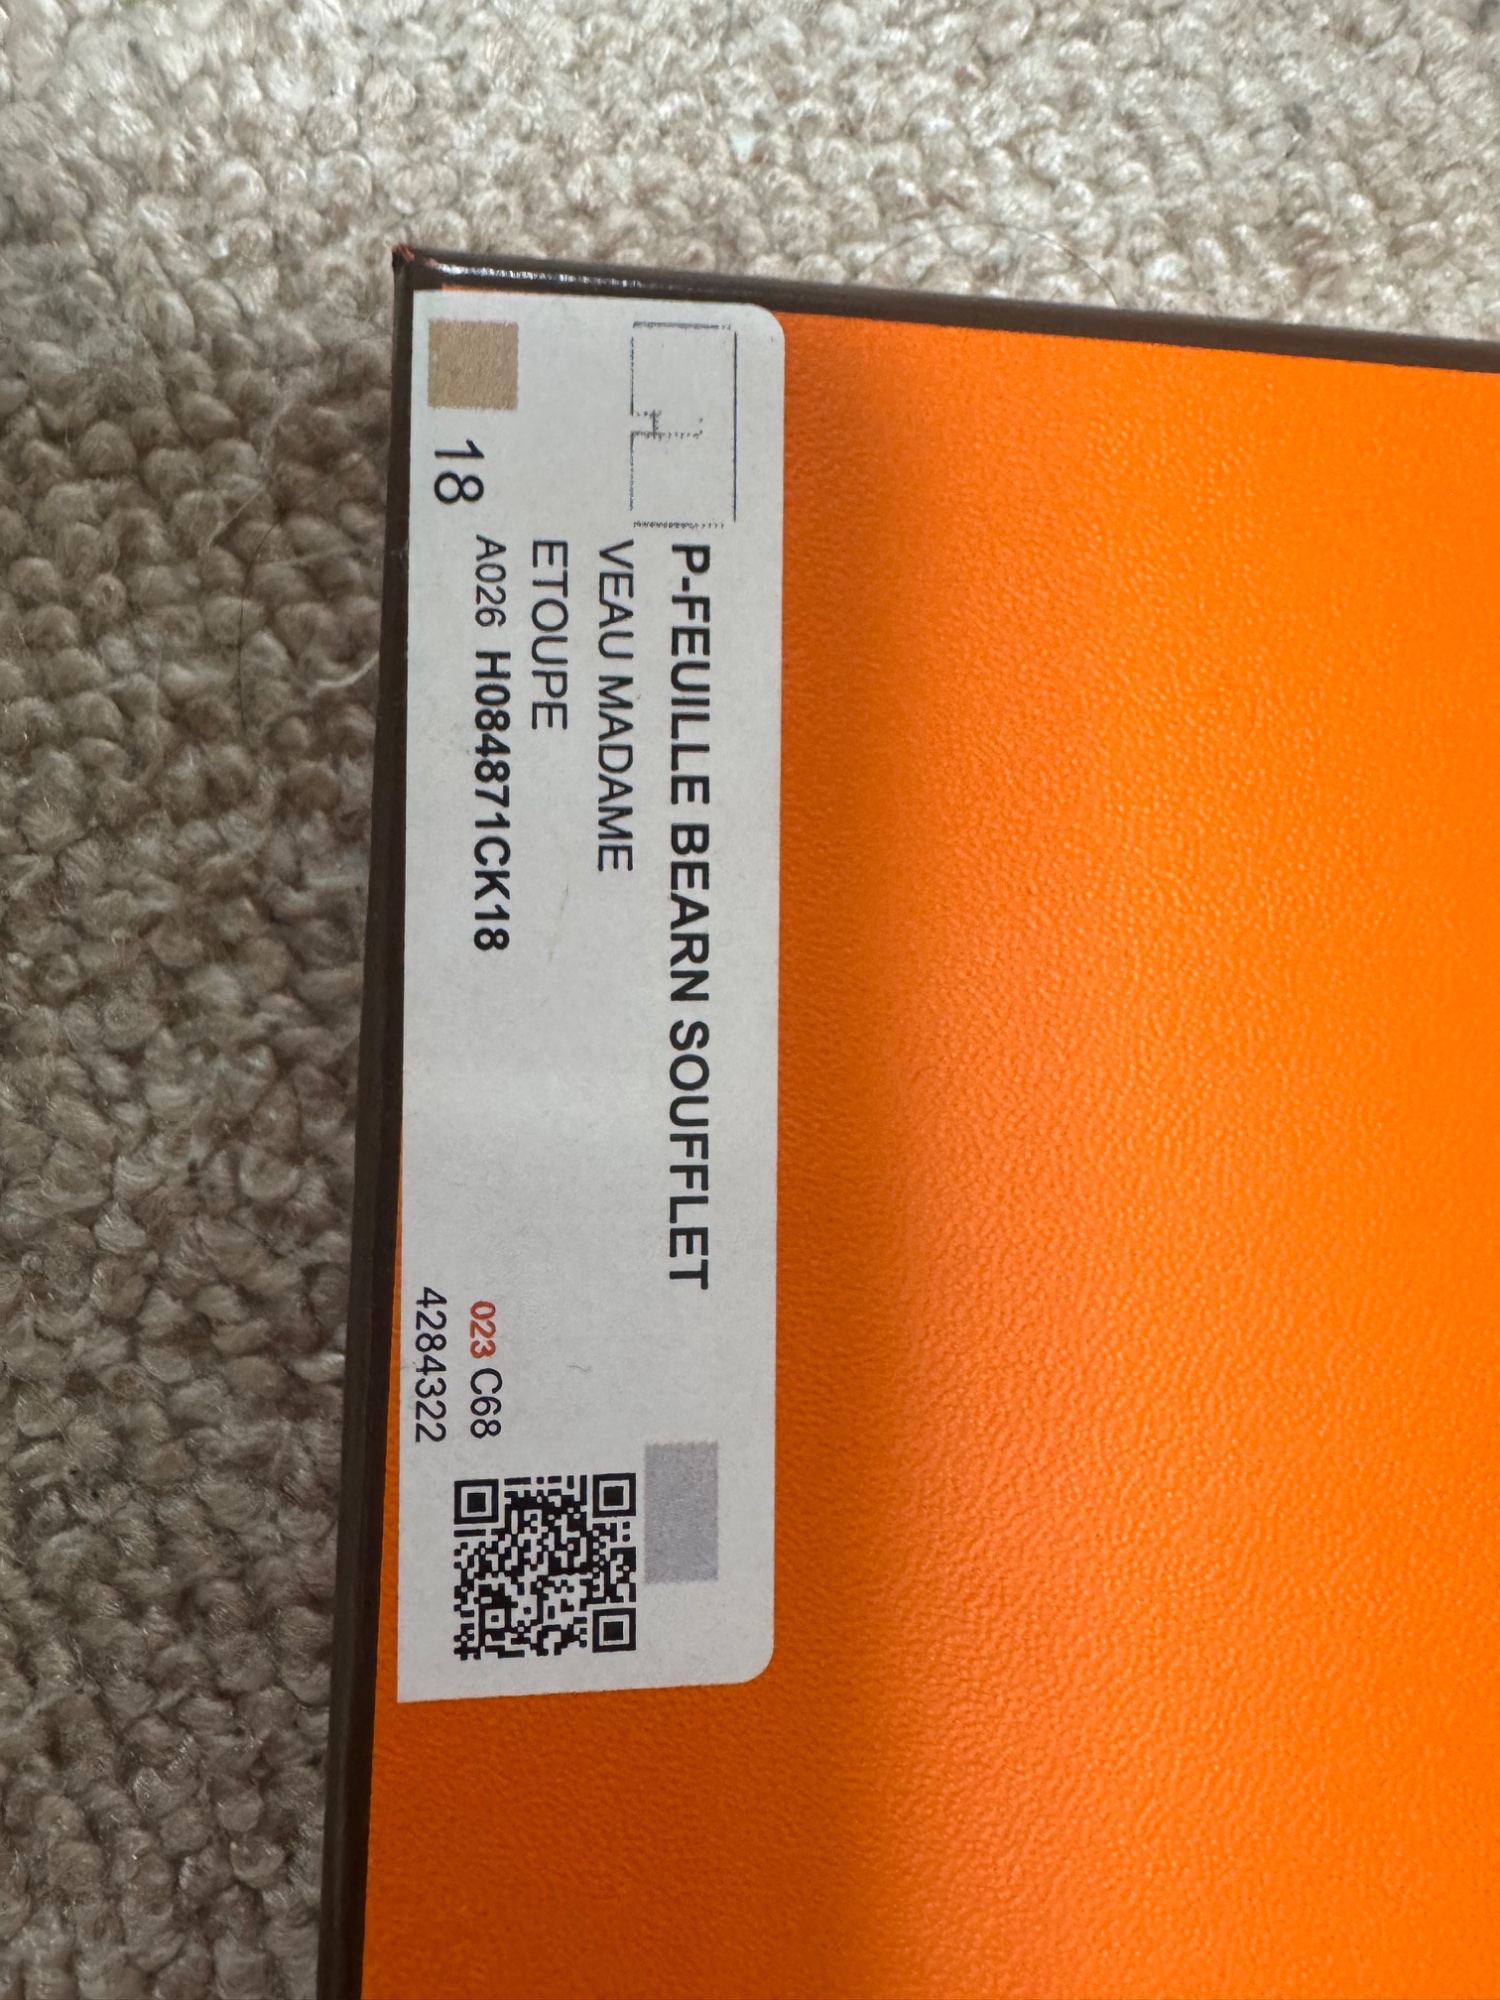 P-FEUILLE BEARN SOUFFLET
VEAU MADAME
ETOUPE
A026 H084871CK18
18
023 C68
4284322